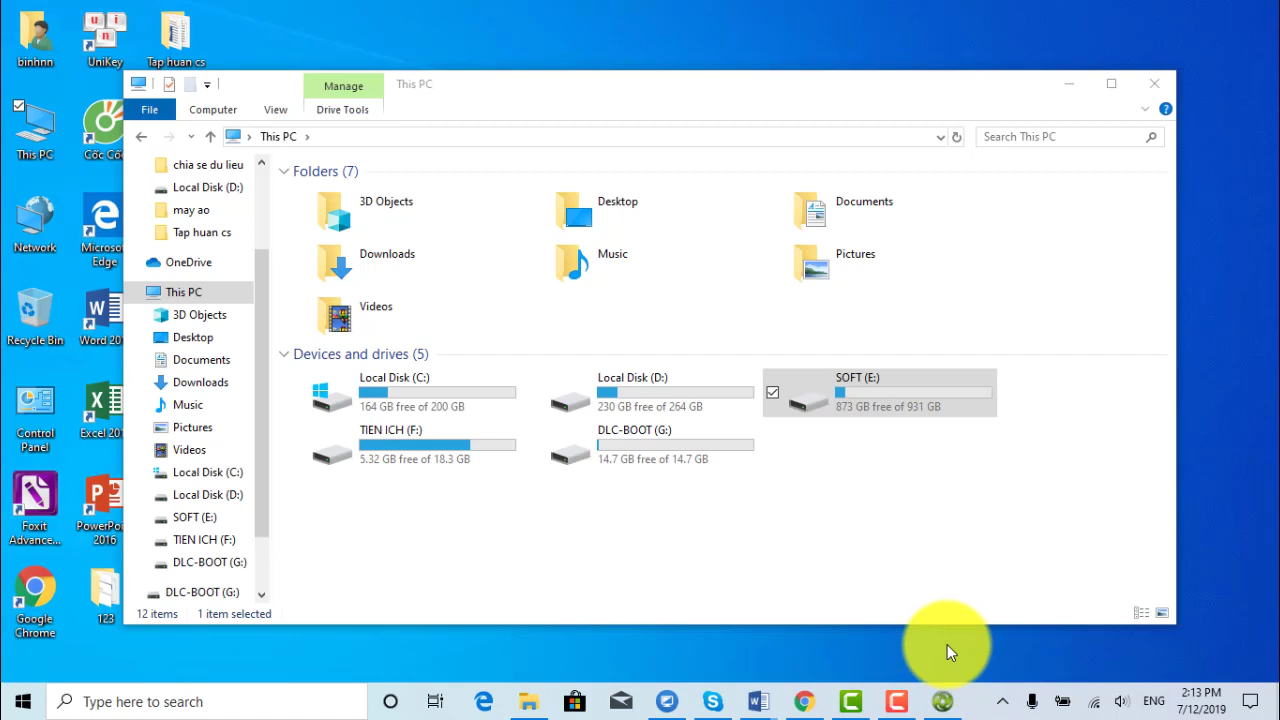 binhnn
UniKey
Tap huan cs
This PC
Cốc Cốc
Network
Microsoft
Edge
Recycle Bin
Word 201
Control
Panel
Excel 201
Foxit
Advance...
PowerPoint
2016
Google
Chrome
123
Manage
This PC
File
Computer
View
Drive Tools
This PC
Search This PC
chia se du lieu
Local Disk (D:)
may ao
Tap huan cs
OneDrive
This PC
3D Objects
Desktop
Documents
Downloads
Music
Pictures
Videos
Local Disk (C:)
Local Disk (D:)
SOFT (E:)
TIEN ICH (F:)
DLC-BOOT (G:)
DLC-BOOT (G:)
Folders (7)
3D Objects
Desktop
Documents
Downloads
Music
Pictures
Videos
Devices and drives (5)
Local Disk (C:)
164 GB free of 200 GB
Local Disk (D:)
230 GB free of 264 GB
SOFT (E:)
873 GB free of 931 GB
TIEN ICH (F:)
5.32 GB free of 18.3 GB
DLC-BOOT (G:)
14.7 GB free of 14.7 GB
12 items
1 item selected
Type here to search
ENG
2:13 PM
7/12/2019